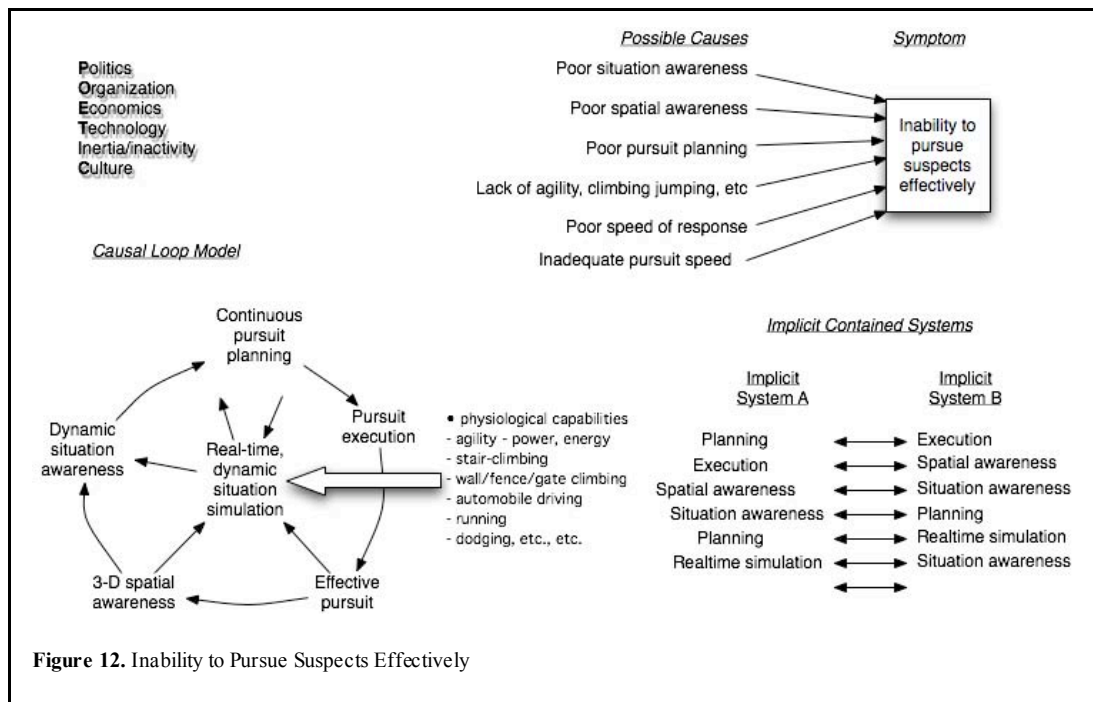 Politics
Organization
Economics
Technology
Inertia/inactivity
Culture
Possible Causes
Symptom
Poor situation awareness
Poor spatial awareness
Poor pursuit planning
Lack of agility, climbing jumping, etc
Poor speed of response
Inadequate pursuit speed
Inability to
pursue
suspects
effectively
Causal Loop Model
Continuous
pursuit
planning
Pursuit
execution
Dynamic
situation
awareness
Real-time,
dynamic
situation
simulation
3-D spatial
awareness
Effective
pursuit
• physiological capabilities
- agility - power, energy
- stair-climbing
- wall/fence/gate climbing
- automobile driving
- running
- dodging, etc., etc.
Implicit Contained Systems
Implicit
System A
Implicit
System B
Planning
Execution
Execution
Spatial awareness
Spatial awareness
Situation awareness
Situation awareness
Planning
Planning
Realtime simulation
Realtime simulation
Situation awareness
Figure 12. Inability to Pursue Suspects Effectively